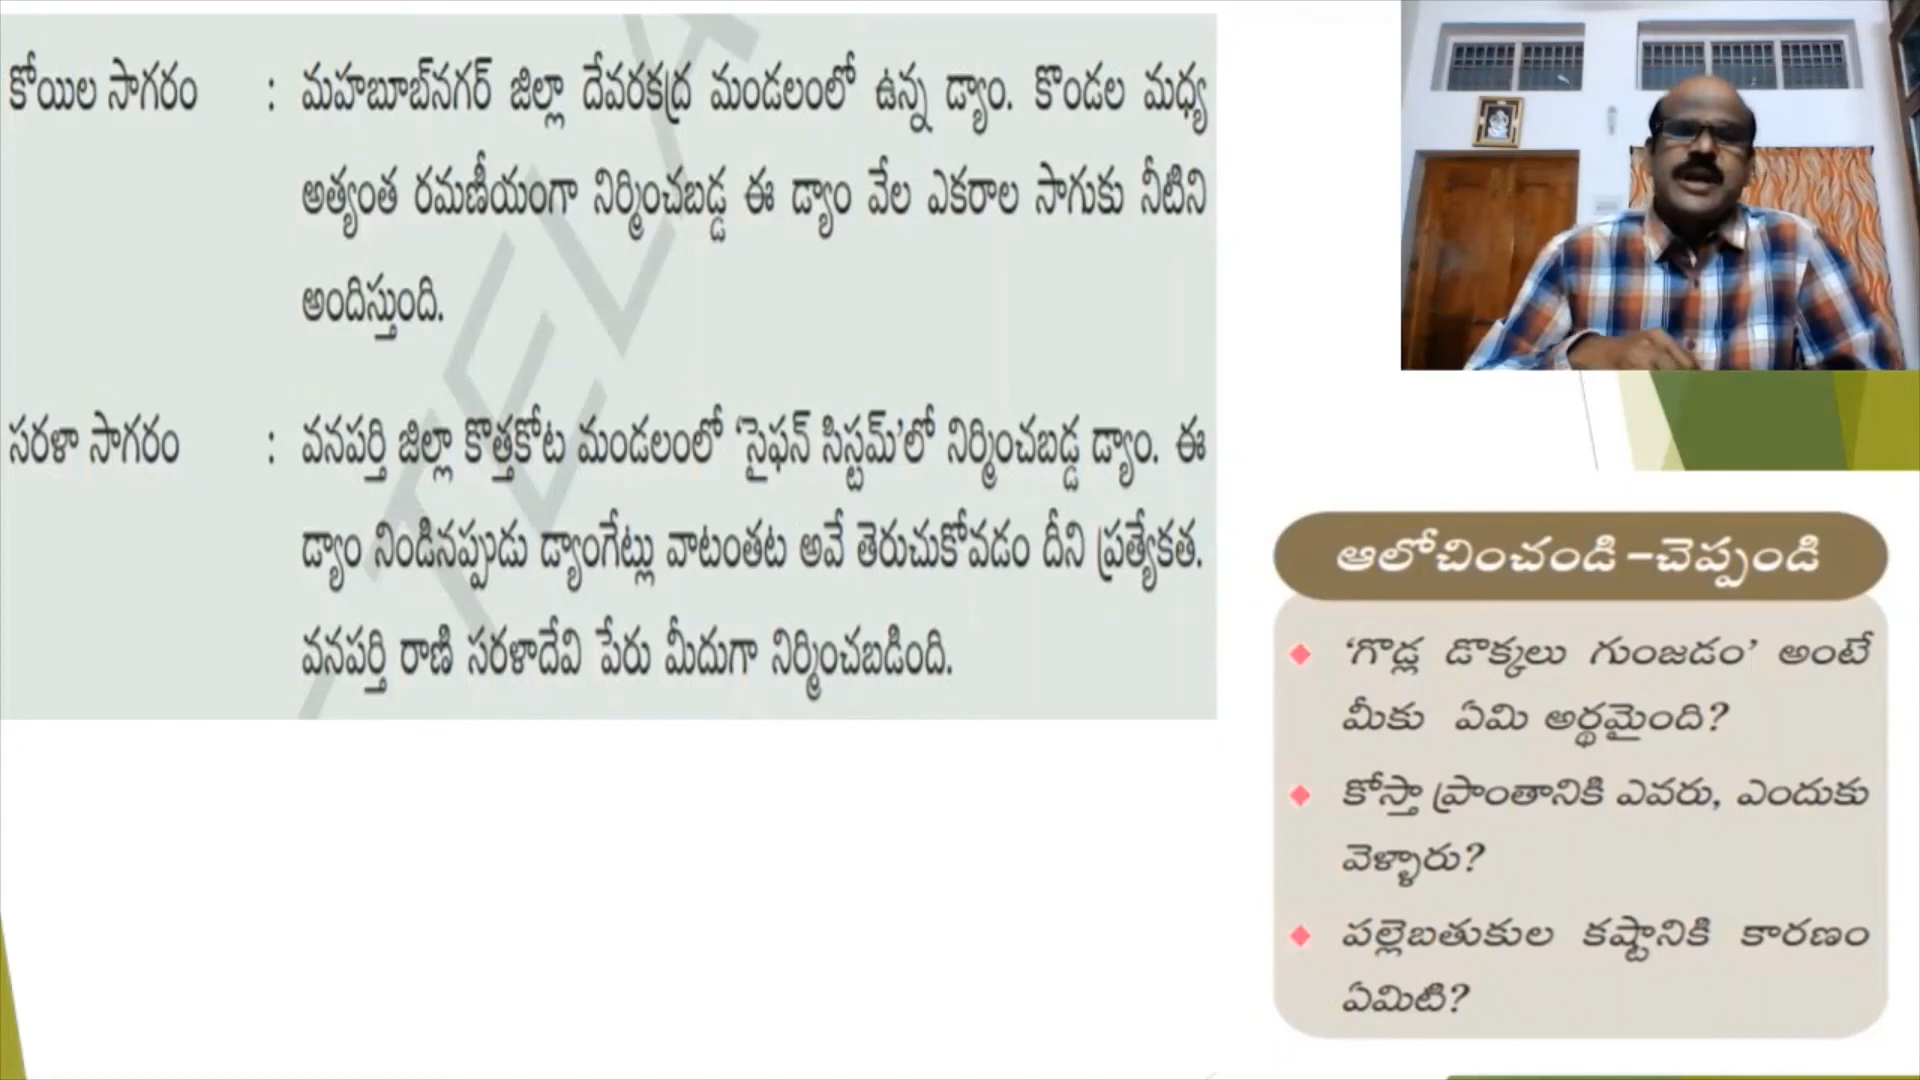 కోయిల సాగరం : మహబూబ్‌నగర్ జిల్లా దేవరకద్ర మండలంలో ఉన్న డ్యాం. కొండల మధ్య
అత్యంత రమణీయంగా నిర్మించబడ్డ ఈ డ్యాం వేల ఎకరాల సాగుకు నీటిని
అందిస్తుంది.
సరళా సాగరం : వనపర్తి జిల్లా కొత్తకోట మండలంలో ‘సైఫన్ సిస్టమ్’లో నిర్మించబడ్డ డ్యాం. ఈ
డ్యాం నిండినప్పుడు డ్యాంగేట్లు వాటంతట అవే తెరుచుకోవడం దీని ప్రత్యేకత.
వనపర్తి రాణి సరళాదేవి పేరు మీదుగా నిర్మించబడింది.
TELA
ఆలోచించండి -చెప్పండి
‘గొడ్ల డొక్కలు గుంజడం’ అంటే
మీకు ఏమి అర్థమైంది?
కోస్తా ప్రాంతానికి ఎవరు, ఎందుకు
వెళ్ళారు?
పల్లెబతుకుల కష్టానికి కారణం
ఏమిటి?